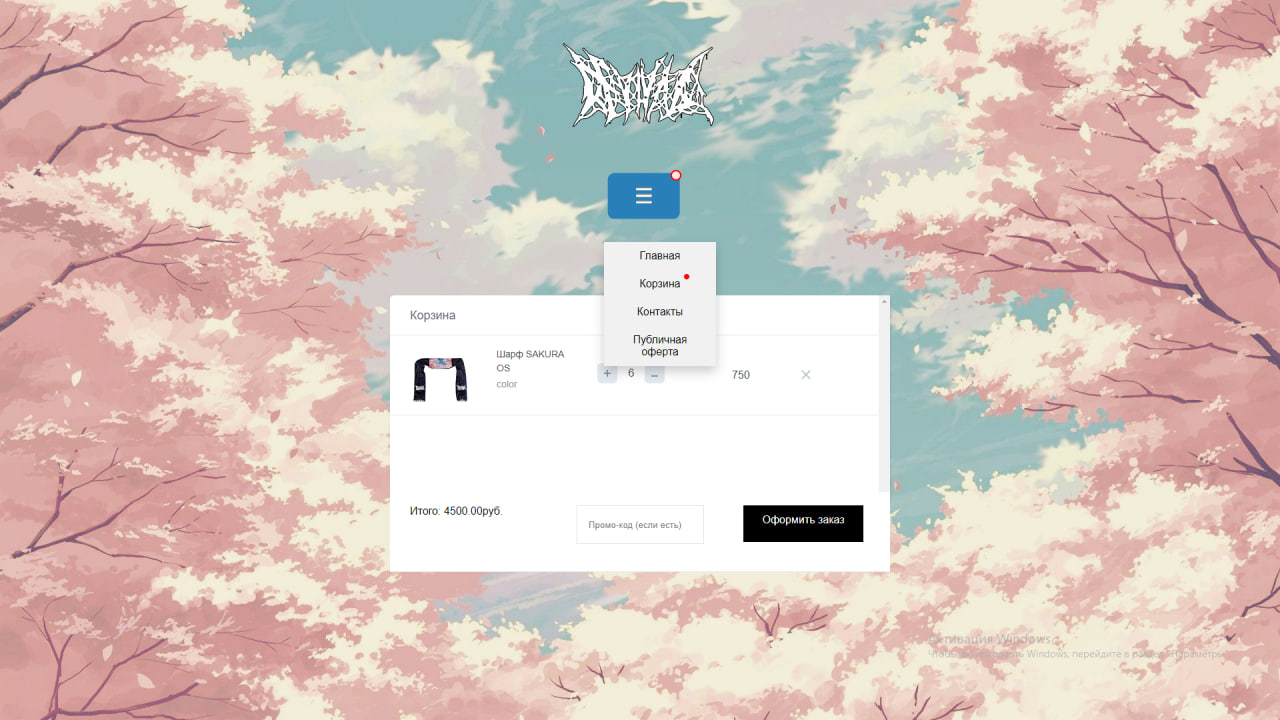 ☰
Главная
Корзина
Контакты
Публичная
оферта
Корзина
Шарф SAKURA
OS
color
+ 6 -
750
×
Итого: 4500.00руб.
Промо-код (если есть)
Оформить заказ
Активация Windows
Чтобы активировать Windows, перейдите в раздел "Параметры".